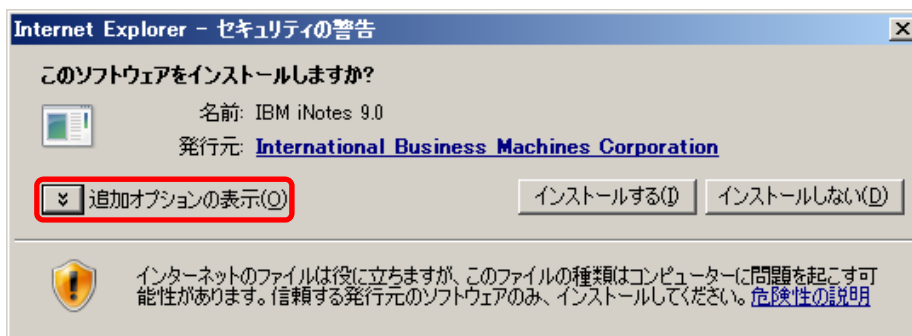 Internet Explorer - セキュリティの警告
このソフトウェアをインストールしますか?
名前: IBM iNotes 9.0
発行元: International Business Machines Corporation
追加オプションの表示(O)
インストールする(I)
インストールしない(D)
インターネットのファイルは役に立ちますが、このファイルの種類はコンピューターに問題を起こす可
能性があります。信頼する発行元のソフトウェアのみ、インストールしてください。危険性の説明